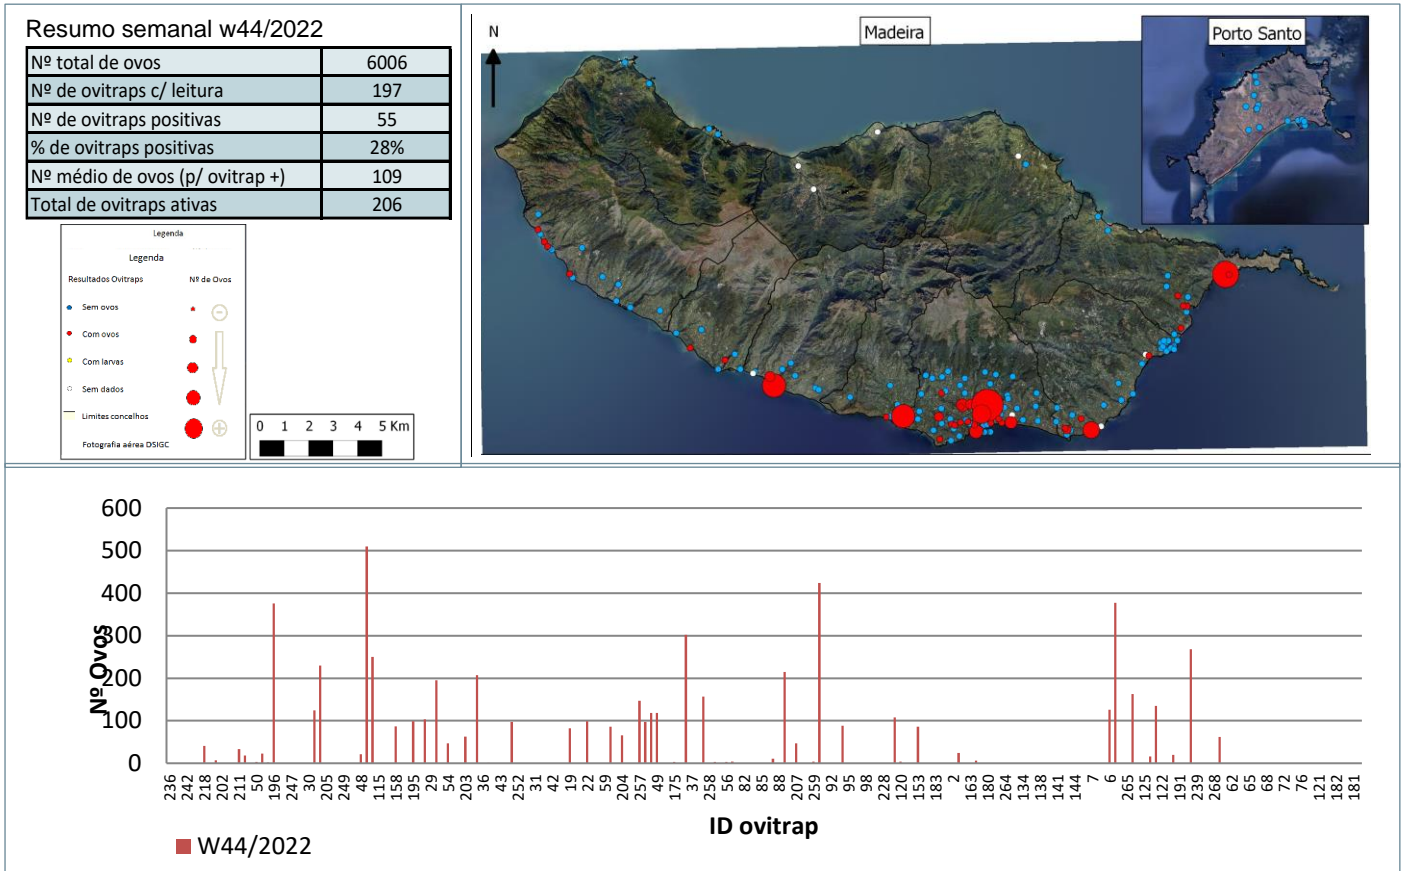 Resumo semanal w44/2022
Nº total de ovos 6006
Nº de ovitraps c/ leitura 197
Nº de ovitraps positivas 55
% de ovitraps positivas 28%
Nº médio de ovos (p/ ovitrap +) 109
Total de ovitraps ativas 206
Legenda
Legenda
Resultados Ovitraps Nº de Ovos
Sem ovos
Com ovos
Com larvas
Sem dados
Limites concelhos
Fotografia aérea DSIGC
0 1 2 3 4 5 Km
N
Madeira
Porto Santo
600
500
400
300
200
100
0
Nº Ovos
236 242 218 202 211 50 196 247 30 205 249 48 115 158 195 29 54 203 36 43 252 31 42 19 22 59 204 257 49 175 37 258 56 82 85 88 207 259 92 95 98 228 120 153 183 2 163 180 264 134 138 141 144 7 6 265 125 122 191 239 268 62 65 68 72 76 121 182 181
ID ovitrap
W44/2022